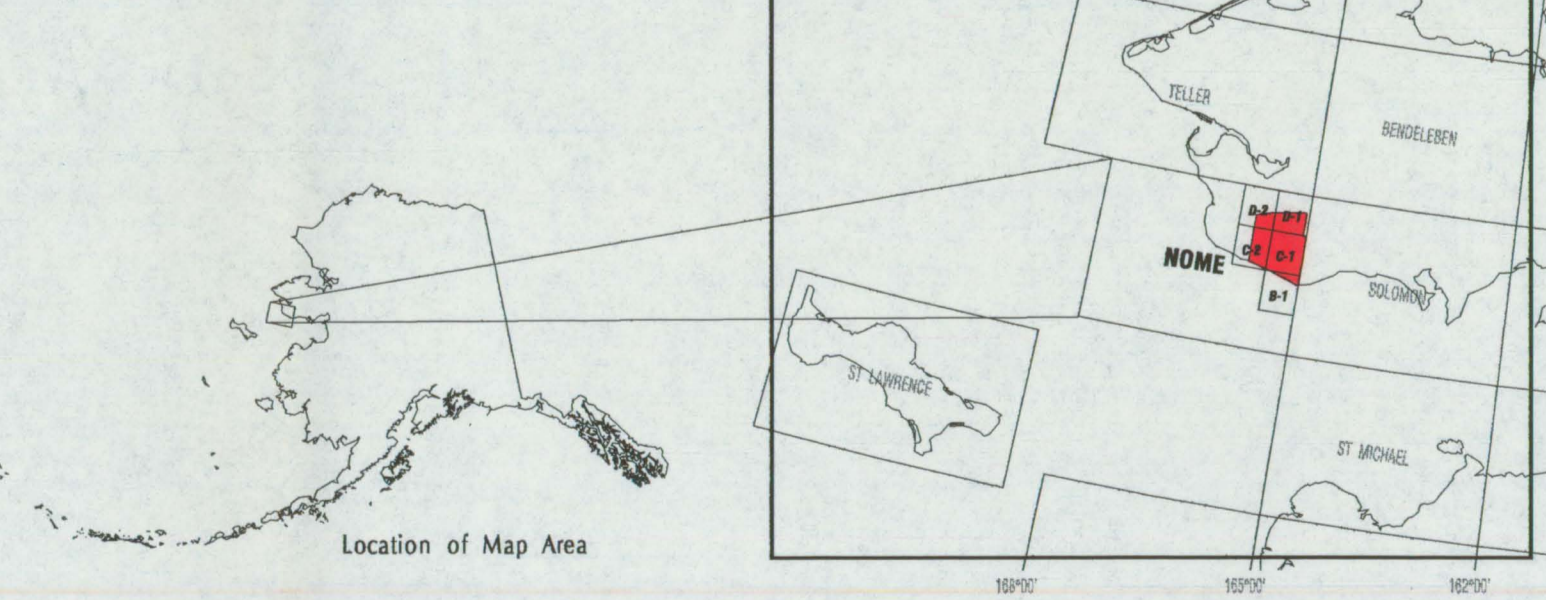 TELLER
BENDELEBEN
D-2 D-1
NOME C-2 C-1
SOLOMON
B-1
ST LAWRENCE
ST MICHAEL
Location of Map Area
168°00' 165°00' 162°00'